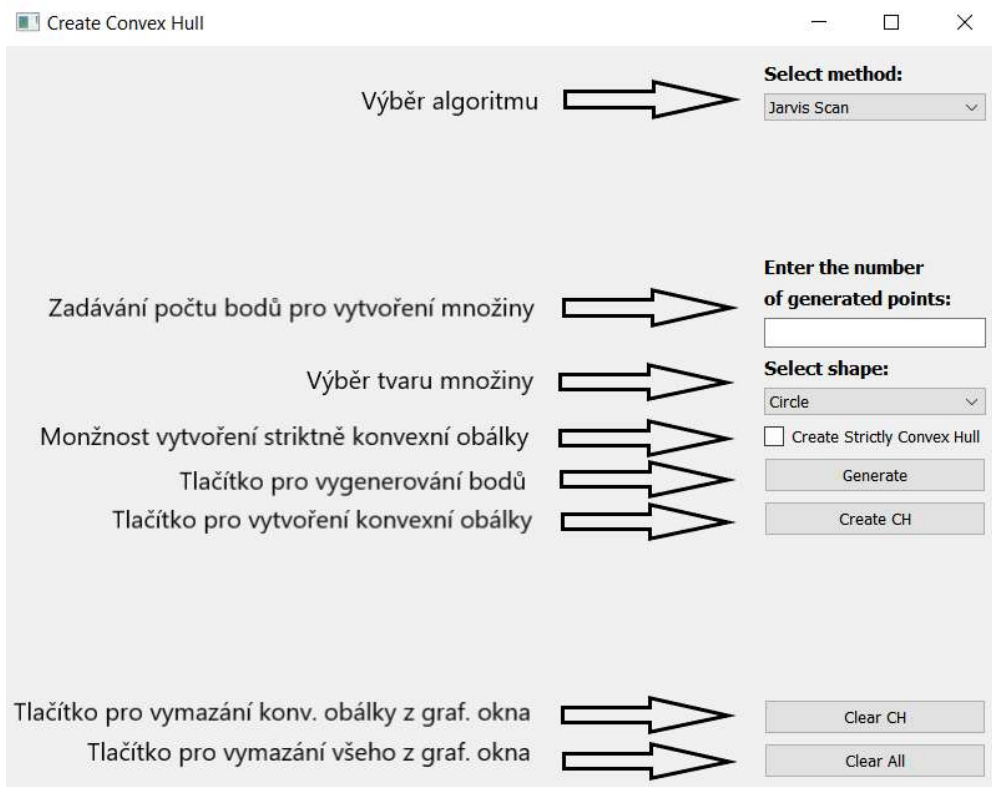 Create Convex Hull
Select method:
Výběr algoritmu
Jarvis Scan
Enter the number
of generated points:
Zadávání počtu bodů pro vytvoření množiny
Select shape:
Výběr tvaru množiny
Circle
Monžnost vytvoření striktně konvexní obálky
Create Strictly Convex Hull
Tlačítko pro vygenerování bodů
Generate
Tlačítko pro vytvoření konvexní obálky
Create CH
Tlačítko pro vymazání konv. obálky z graf. okna
Clear CH
Tlačítko pro vymazání všeho z graf. okna
Clear All